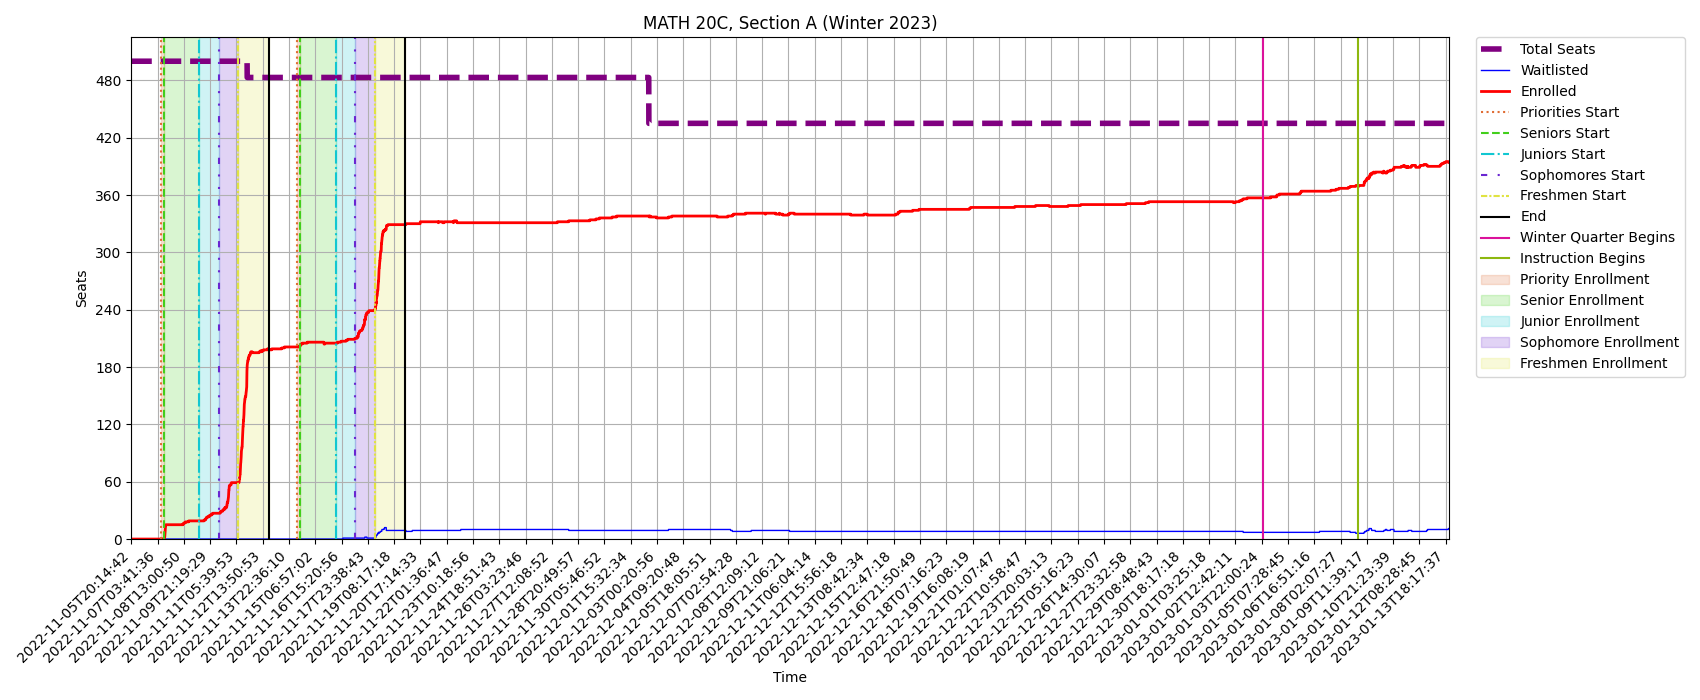 MATH 20C, Section A (Winter 2023)
Seats
480
420
360
300
240
180
120
60
0
2022-11-05T20:14:42
2022-11-07T03:41:36
2022-11-08T13:00:50
2022-11-09T21:19:29
2022-11-11T05:39:53
2022-11-12T13:50:53
2022-11-13T22:36:10
2022-11-15T06:57:02
2022-11-16T15:20:56
2022-11-17T23:38:43
2022-11-19T08:17:18
2022-11-20T17:14:33
2022-11-22T01:36:47
2022-11-23T10:18:56
2022-11-24T18:51:43
2022-11-26T03:23:46
2022-11-27T12:08:52
2022-11-28T20:49:57
2022-11-30T05:46:52
2022-12-01T15:32:34
2022-12-03T00:20:56
2022-12-04T09:20:48
2022-12-05T18:05:51
2022-12-07T02:54:28
2022-12-08T12:09:12
2022-12-09T21:06:21
2022-12-11T06:04:14
2022-12-12T15:56:18
2022-12-13T08:42:34
2022-12-15T12:47:18
2022-12-16T21:50:49
2022-12-18T07:16:23
2022-12-19T16:08:19
2022-12-21T01:07:47
2022-12-22T10:58:47
2022-12-23T20:03:13
2022-12-25T05:16:23
2022-12-26T14:30:07
2022-12-27T23:32:58
2022-12-29T08:48:43
2022-12-30T18:17:18
2023-01-01T03:25:18
2023-01-02T12:42:11
2023-01-03T22:00:24
2023-01-05T07:28:45
2023-01-06T16:51:16
2023-01-08T02:07:27
2023-01-09T11:39:17
2023-01-10T21:23:39
2023-01-12T08:28:45
2023-01-13T18:17:37
Time
Total Seats
Waitlisted
Enrolled
Priorities Start
Seniors Start
Juniors Start
Sophomores Start
Freshmen Start
End
Winter Quarter Begins
Instruction Begins
Priority Enrollment
Senior Enrollment
Junior Enrollment
Sophomore Enrollment
Freshmen Enrollment